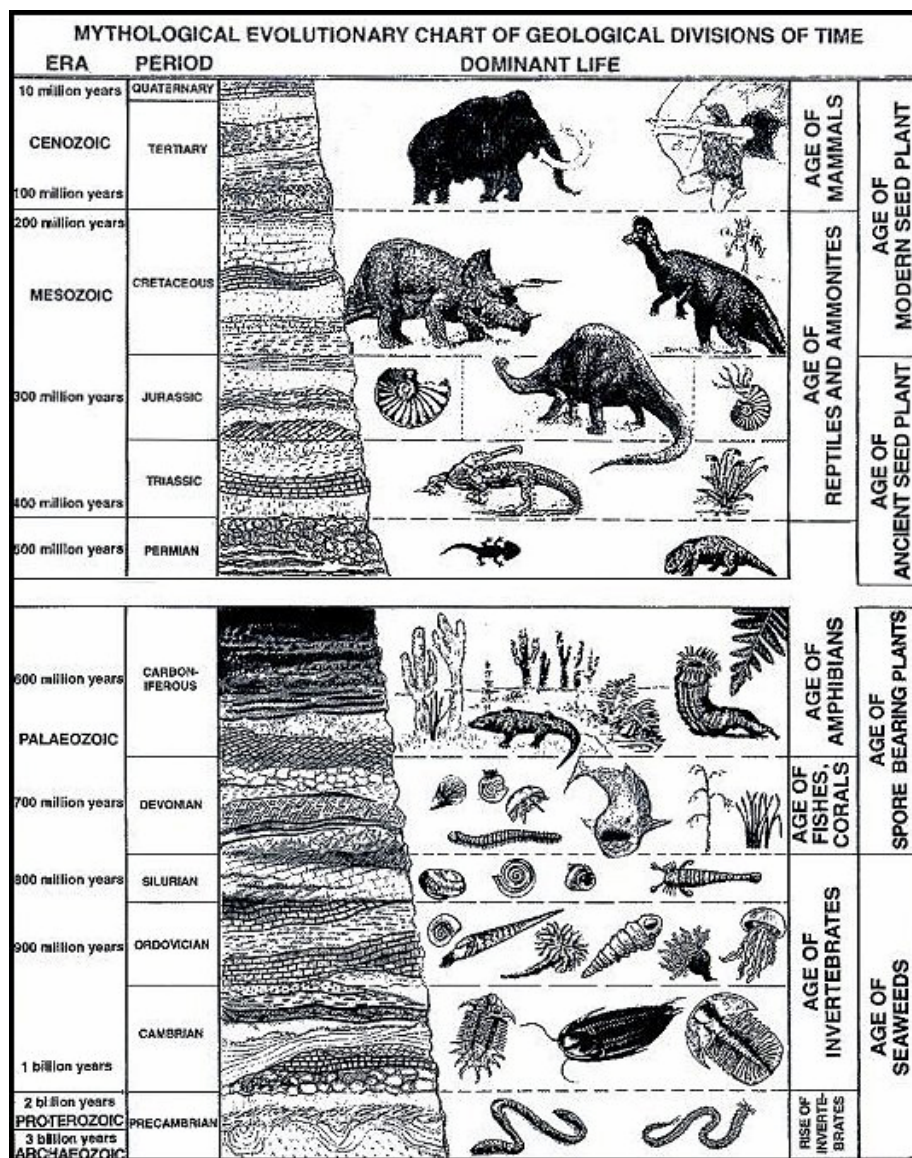 MYTHOLOGICAL EVOLUTIONARY CHART OF GEOLOGICAL DIVISIONS OF TIME
ERA PERIOD DOMINANT LIFE
10 million years QUATERNARY
CENOZOIC
TERTIARY
100 million years
AGE OF
MAMMALS
AGE OF
MODERN SEED PLANT
200 million years
MESOZOIC
CRETACEOUS
300 million years
JURASSIC
TRIASSIC
400 million years
AGE OF
REPTILES AND AMMONITES
AGE OF
ANCIENT SEED PLANT
500 million years
PERMIAN
CARBON-
IFEROUS
600 million years
PALAEOZOIC
AGE OF
AMPHIBIANS
AGE OF
SPORE BEARING PLANTS
700 million years
DEVONIAN
AGE OF
FISHES,
CORALS
800 million years
SILURIAN
900 million years
ORDOVICIAN
CAMBRIAN
1 billion years
AGE OF
INVERTEBRATES
AGE OF
SEAWEEDS
2 billion years
PROTEROZOIC
PRECAMBRIAN
3 billion years
ARCHAEOZOIC
RISE OF
INVERTE-
BRATES